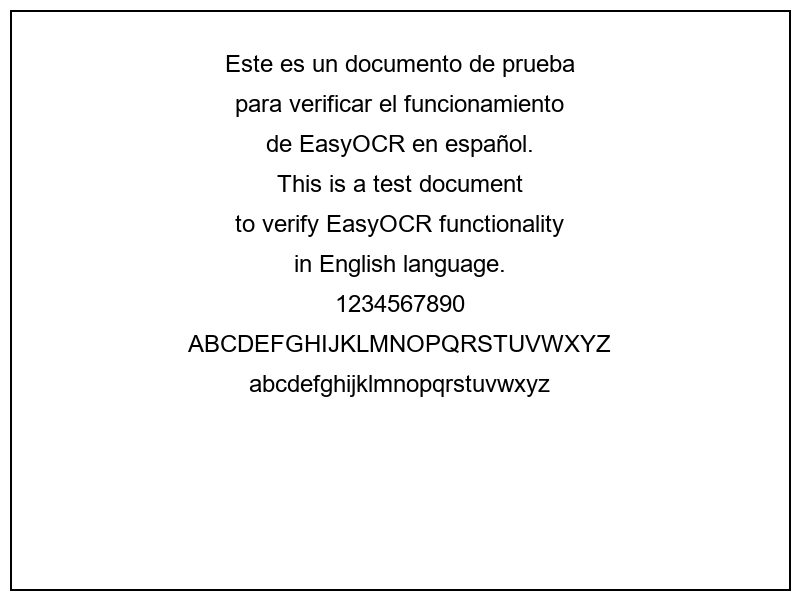 Este es un documento de prueba
para verificar el funcionamiento
de EasyOCR en español.
This is a test document
to verify EasyOCR functionality
in English language.
1234567890
ABCDEFGHIJKLMNOPQRSTUVWXYZ
abcdefghijklmnopqrstuvwxyz